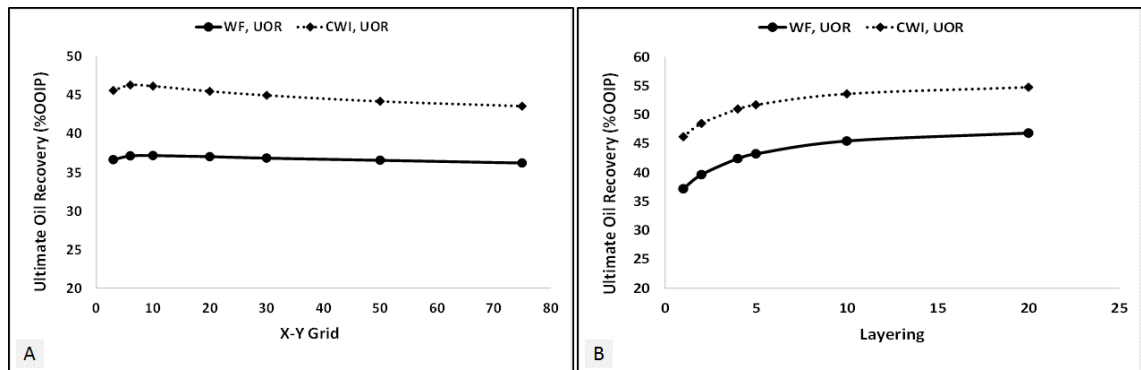 WF, UOR CWI, UOR
Ultimate Oil Recovery (%OOIP)
50
45
40
35
30
25
20
0 10 20 30 40 50 60 70 80
X-Y Grid
A
WF, UOR CWI, UOR
Ultimate Oil Recovery (%OOIP)
60
55
50
45
40
35
30
25
20
0 5 10 15 20 25
Layering
B